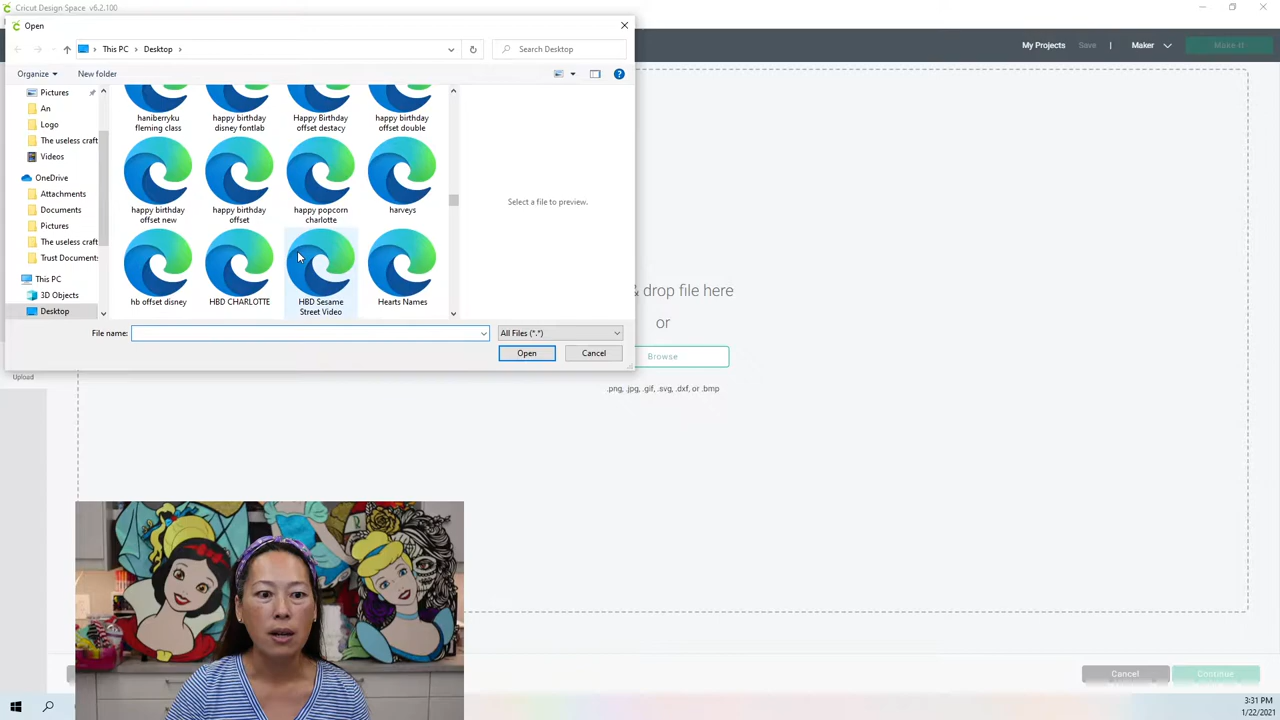 Cricut Design Space v6.2.100
Open
This PC
Desktop
Search Desktop
My Projects
Save
|
Maker
Make It
Organize
New folder
Pictures
An
Logo
The useless craft
Videos
OneDrive
Attachments
Documents
Pictures
The useless craft
Trust Documents
This PC
3D Objects
Desktop
haniberryku
fleming class
happy birthday
disney fontlab
Happy Birthday
offset destacy
happy birthday
offset double
happy birthday
offset new
happy birthday
offset
happy popcorn
charlotte
harveys
hb offset disney
HBD CHARLOTTE
HBD Sesame
Street Video
Hearts Names
Select a file to preview.
File name:
All Files (*.*)
Open
Cancel
Upload
& drop file here
or
Browse
.png, .jpg, .gif, .svg, .dxf, or .bmp
Cancel
Continue
3:31 PM
1/22/2021